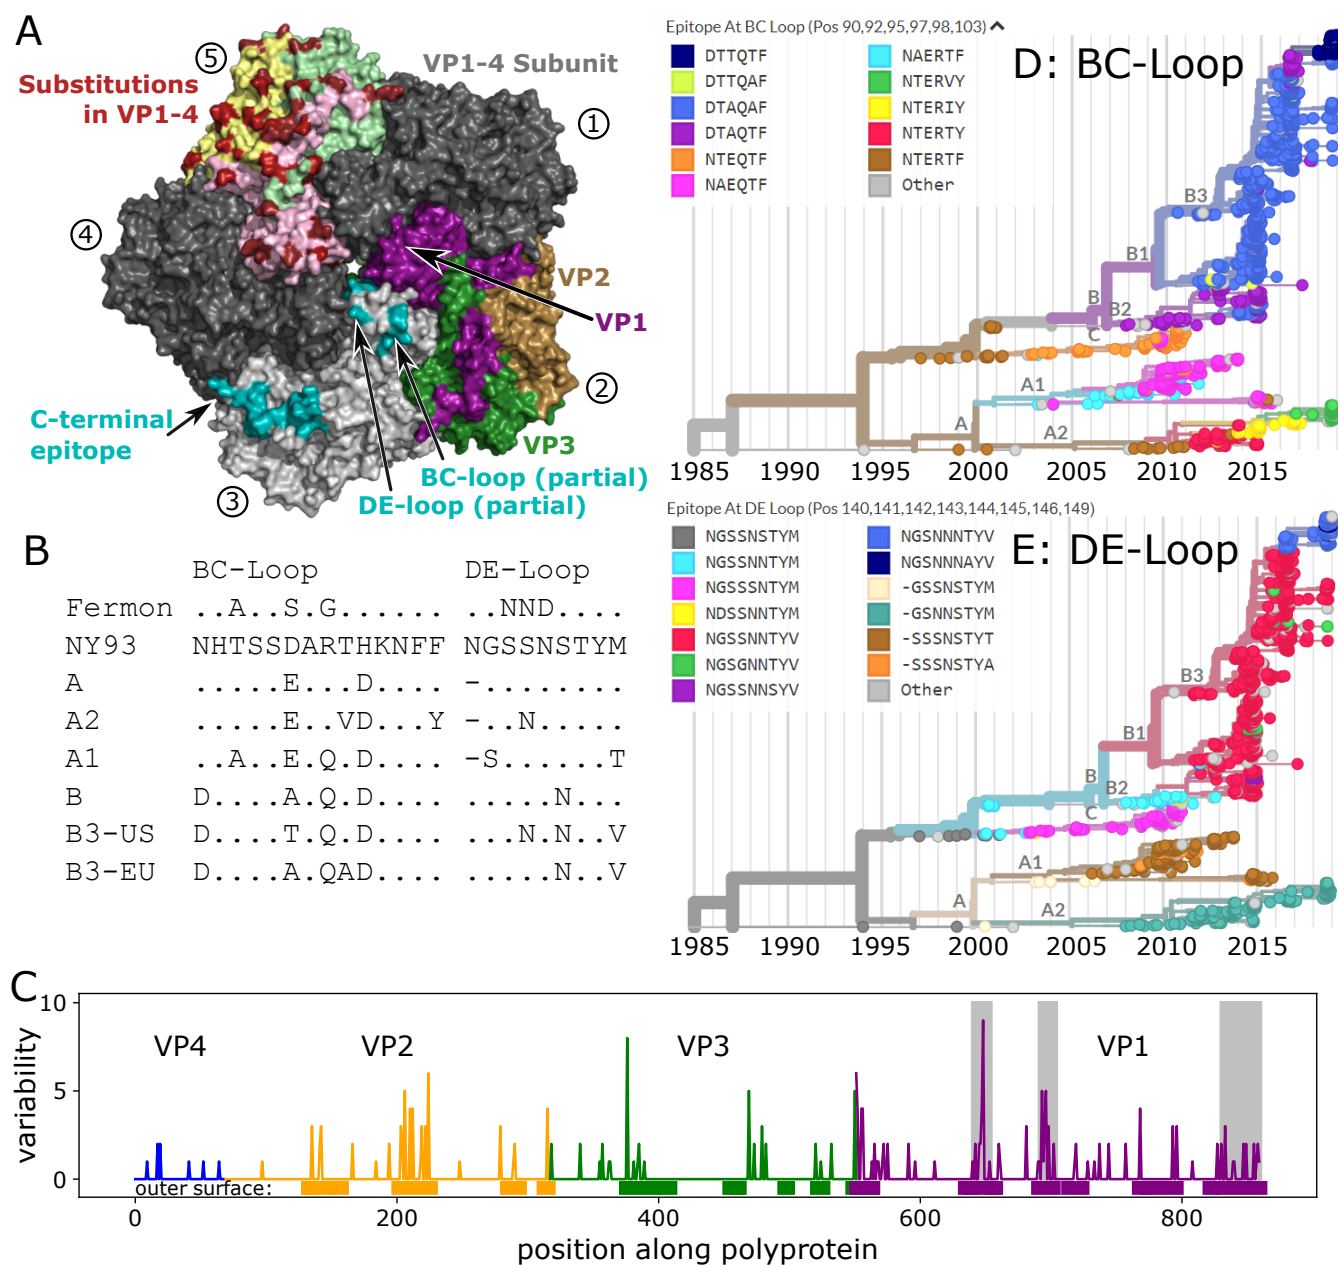 A
⑤
Substitutions
in VP1-4
VP1-4 Subunit
①
④
VP2
VP1
②
C-terminal
epitope
VP3
BC-loop (partial)
DE-loop (partial)
③
B
BC-Loop DE-Loop
Fermon ..A..S.G...... ..NND....
NY93 NHTSSDARTHKNFF NGSSNSTYM
A .....E...D.... -........
A2 .....E..VD...Y -..N.....
A1 ..A..E.Q.D.... -S......T
B D....A.Q.D.... .....N...
B3-US D....T.Q.D.... ...N.N..V
B3-EU D....A.QAD.... .....N..V
Epitope At BC Loop (Pos 90,92,95,97,98,103)
D: BC-Loop
DTTQTF NAERTF
DTTQAF NTERVY
DTAQAF NTERIY
DTAQTF NTERTY
NTEQTF NTERTF
NAEQTF Other
B3
B1
B
B2
C
A1
A
A2
1985 1990 1995 2000 2005 2010 2015
Epitope At DE Loop (Pos 140,141,142,143,144,145,146,149)
E: DE-Loop
NGSSNSTYM NGSNNNTYV
NGSSNNTYM NGSNNNAYV
NGSSSNTYM -GSSNSTYM
NDSSNNTYM -GSNNSTYM
NGSSNNTYV -SSSNSTYT
NGSGNNTYV -SSSNSTYA
NGSSNNSYV Other
B3
B1
B
B2
C
A1
A
A2
1985 1990 1995 2000 2005 2010 2015
C
10
5
0
variability
VP4 VP2 VP3 VP1
outer surface:
0 200 400 600 800
position along polyprotein